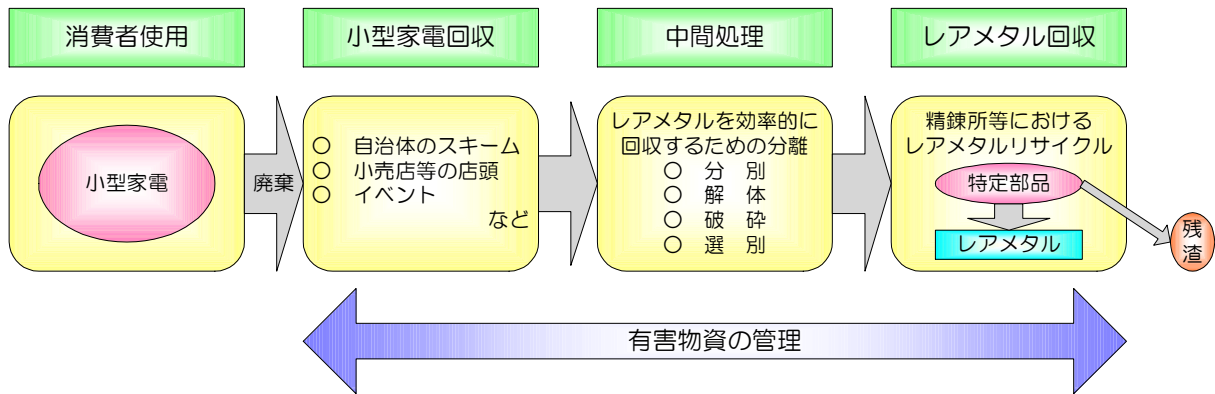 消費者使用
小型家電回収
中間処理
レアメタル回収
小型家電
廃棄
○ 自治体のスキーム
○ 小売店等の店頭
○ イベント
など
レアメタルを効率的に
回収するための分離
○ 分 別
○ 解 体
○ 破 砕
○ 選 別
精錬所等における
レアメタルリサイクル
特定部品
レアメタル
残
渣
有害物資の管理